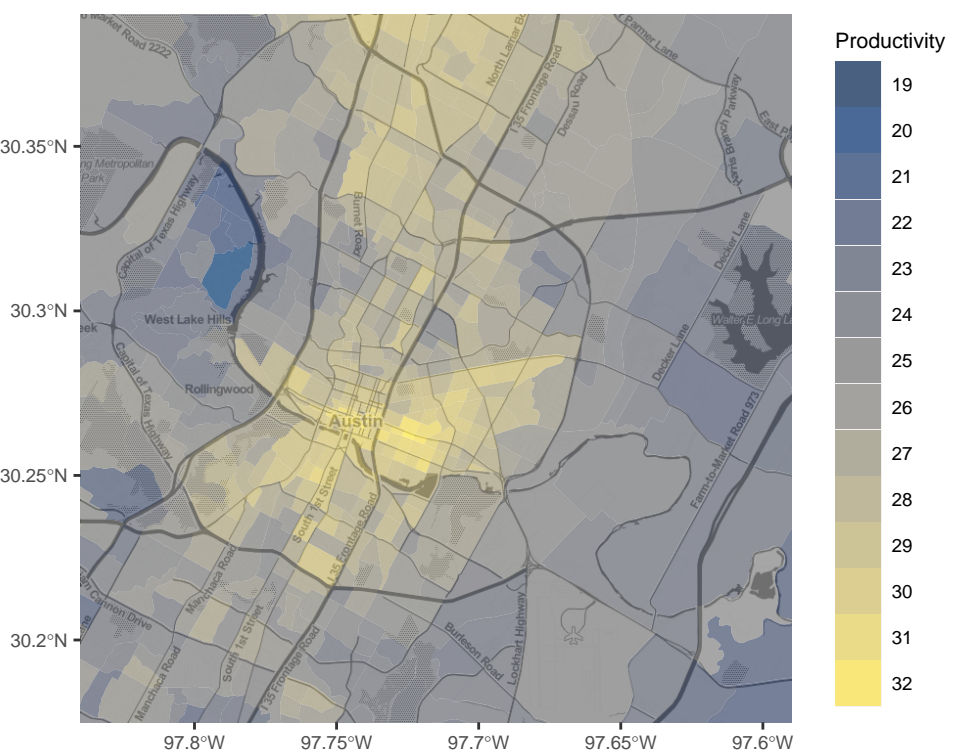 Market Road 2222
North Lamar
I 35 Frontage Road
Dessau Road
Parmer Lane
Harris Branch Parkway
East
Productivity
19
20
21
22
23
24
25
26
27
28
29
30
31
32
30.35°N
30.3°N
30.25°N
30.2°N
ng Metropolitan
Park
Capital of Texas Highway
Burnet Road
Decker Lane
West Lake Hills
eek
Walter E Long L
Capital of Texas Highway
Decker Lane
Rollingwood
Farm-to-Market Road 973
Austin
South 1st Street
I 35 Frontage Road
Manchaca Road
Cannon Drive
South 1st Street
Lockhart Highway
Burleson Road
Manchaca Road
I 35 Frontage Road
97.8°W
97.75°W
97.7°W
97.65°W
97.6°W